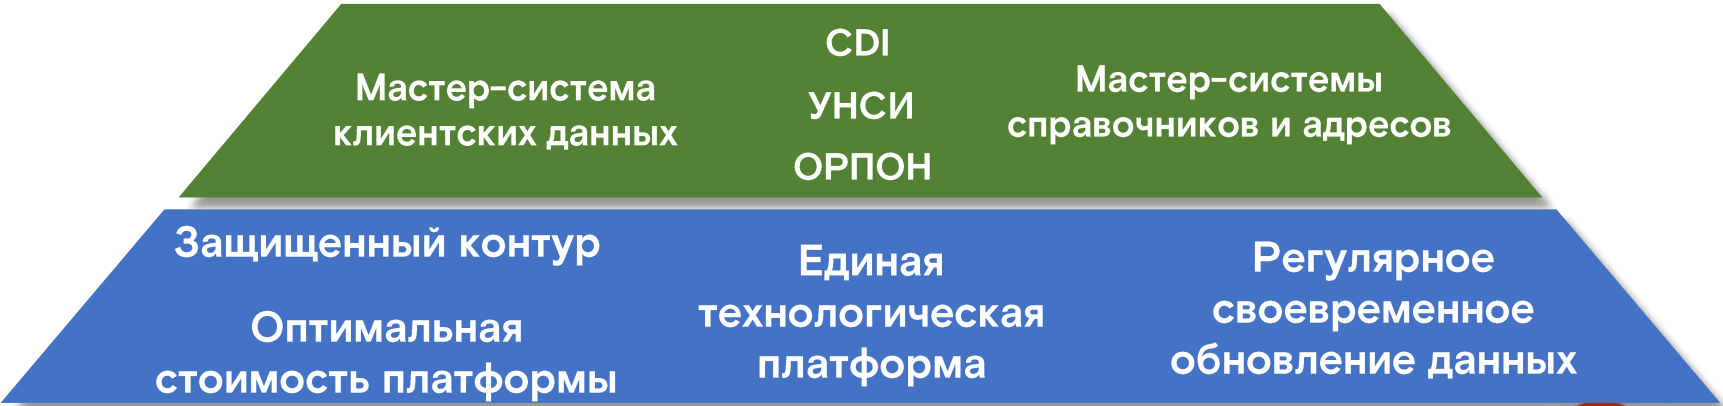 Мастер-система
клиентских данных
CDI
УНСИ
ОРПОН
Мастер-системы
справочников и адресов
Защищенный контур
Оптимальная
стоимость платформы
Единая
технологическая
платформа
Регулярное
своевременное
обновление данных